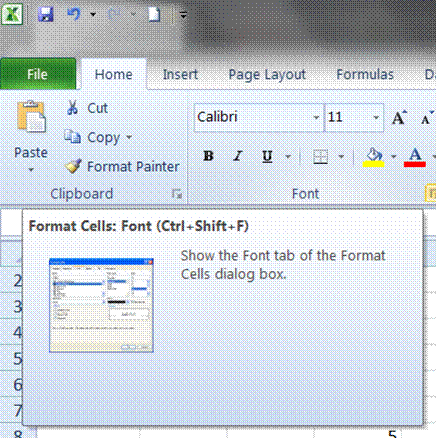 File Home Insert Page Layout Formulas Da
Cut
Calibri 11 A A
Copy
Paste
Format Painter
B I U A
Clipboard Font
Format Cells: Font (Ctrl+Shift+F)
Show the Font tab of the Format
Cells dialog box.
2
3
4
5
6
7
8 5